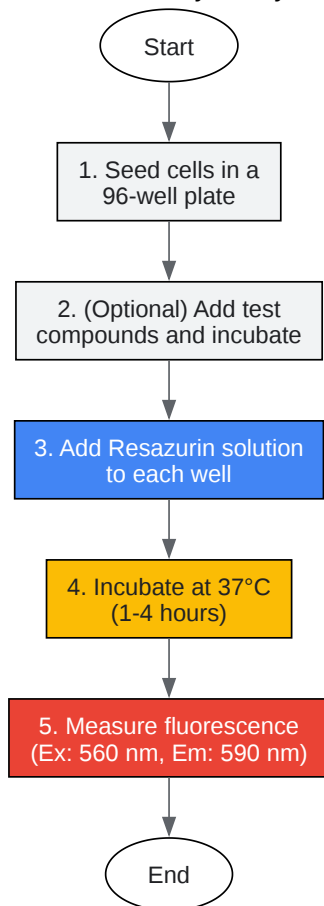 Start
1. Seed cells in a
96-well plate
2. (Optional) Add test
compounds and incubate
3. Add Resazurin solution
to each well
4. Incubate at 37°C
(1-4 hours)
5. Measure fluorescence
(Ex: 560 nm, Em: 590 nm)
End